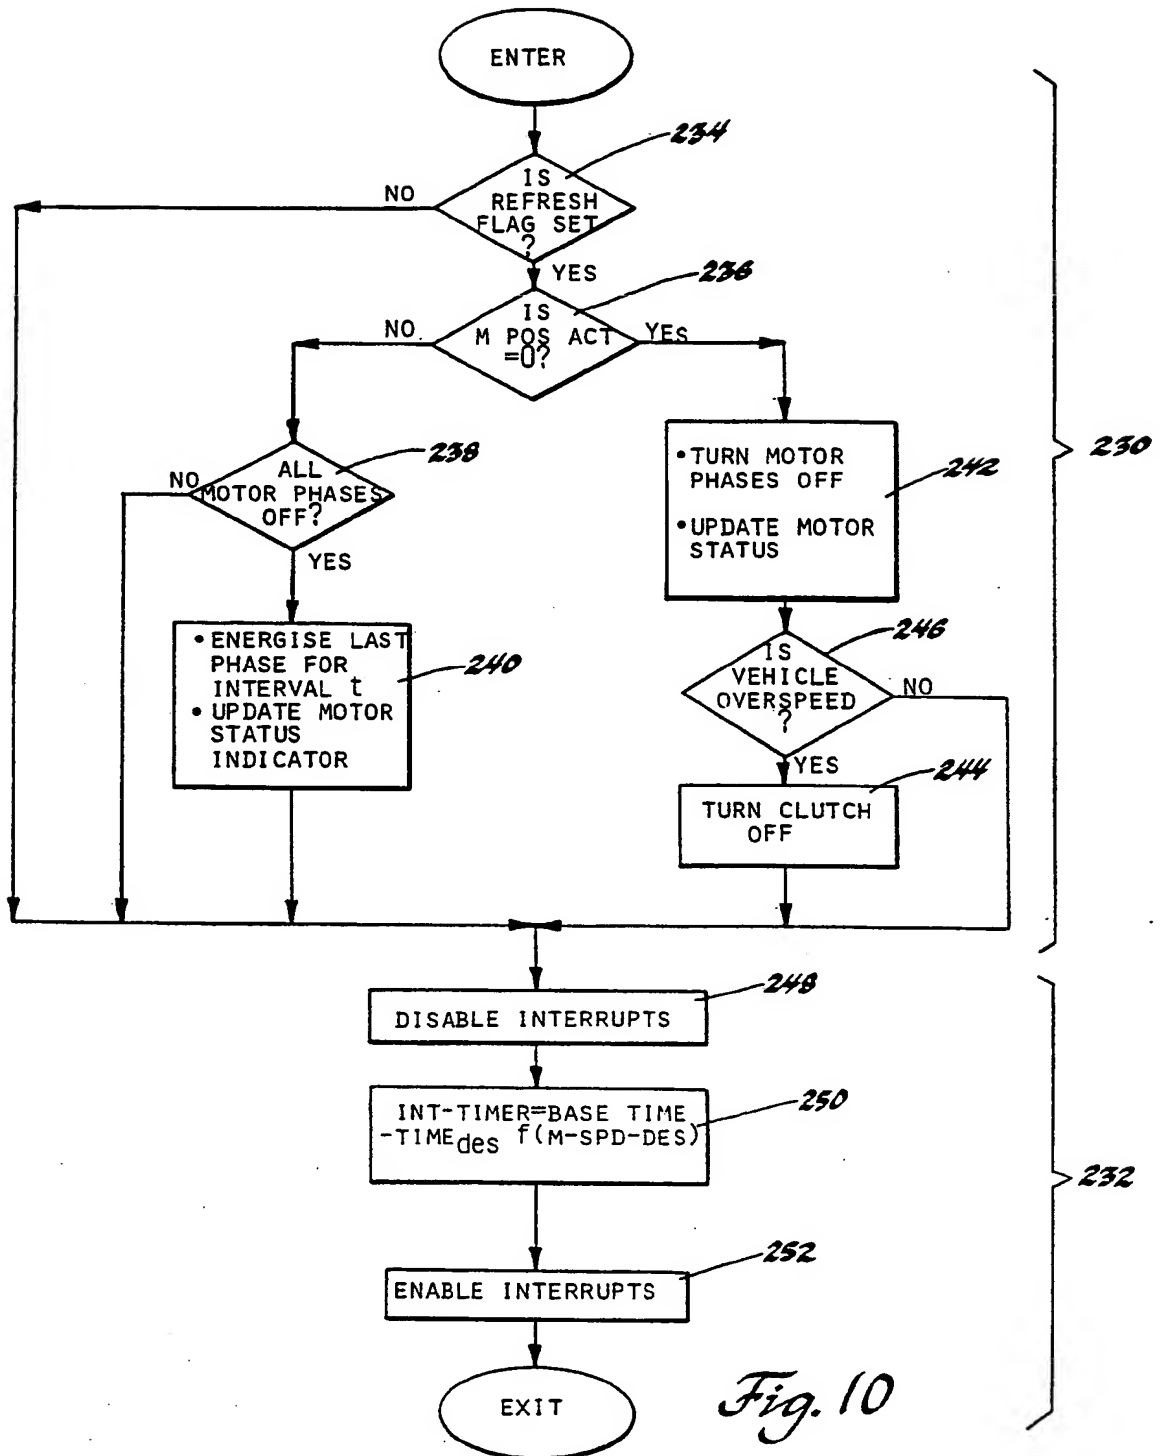 ENTER
234
IS
REFRESH
FLAG SET
?
NO
YES
236
IS
M POS ACT
=0?
NO
YES
238
ALL
MOTOR PHASES
OFF?
NO
YES
• TURN MOTOR
PHASES OFF
• UPDATE MOTOR
STATUS
242
230
• ENERGISE LAST
PHASE FOR
INTERVAL t
• UPDATE MOTOR
STATUS
INDICATOR
240
246
IS
VEHICLE
OVERSPEED
?
NO
YES
244
TURN CLUTCH
OFF
248
DISABLE INTERRUPTS
250
INT-TIMER=BASE TIME
-TIMEdes f(M-SPD-DES)
232
252
ENABLE INTERRUPTS
EXIT
Fig. 10